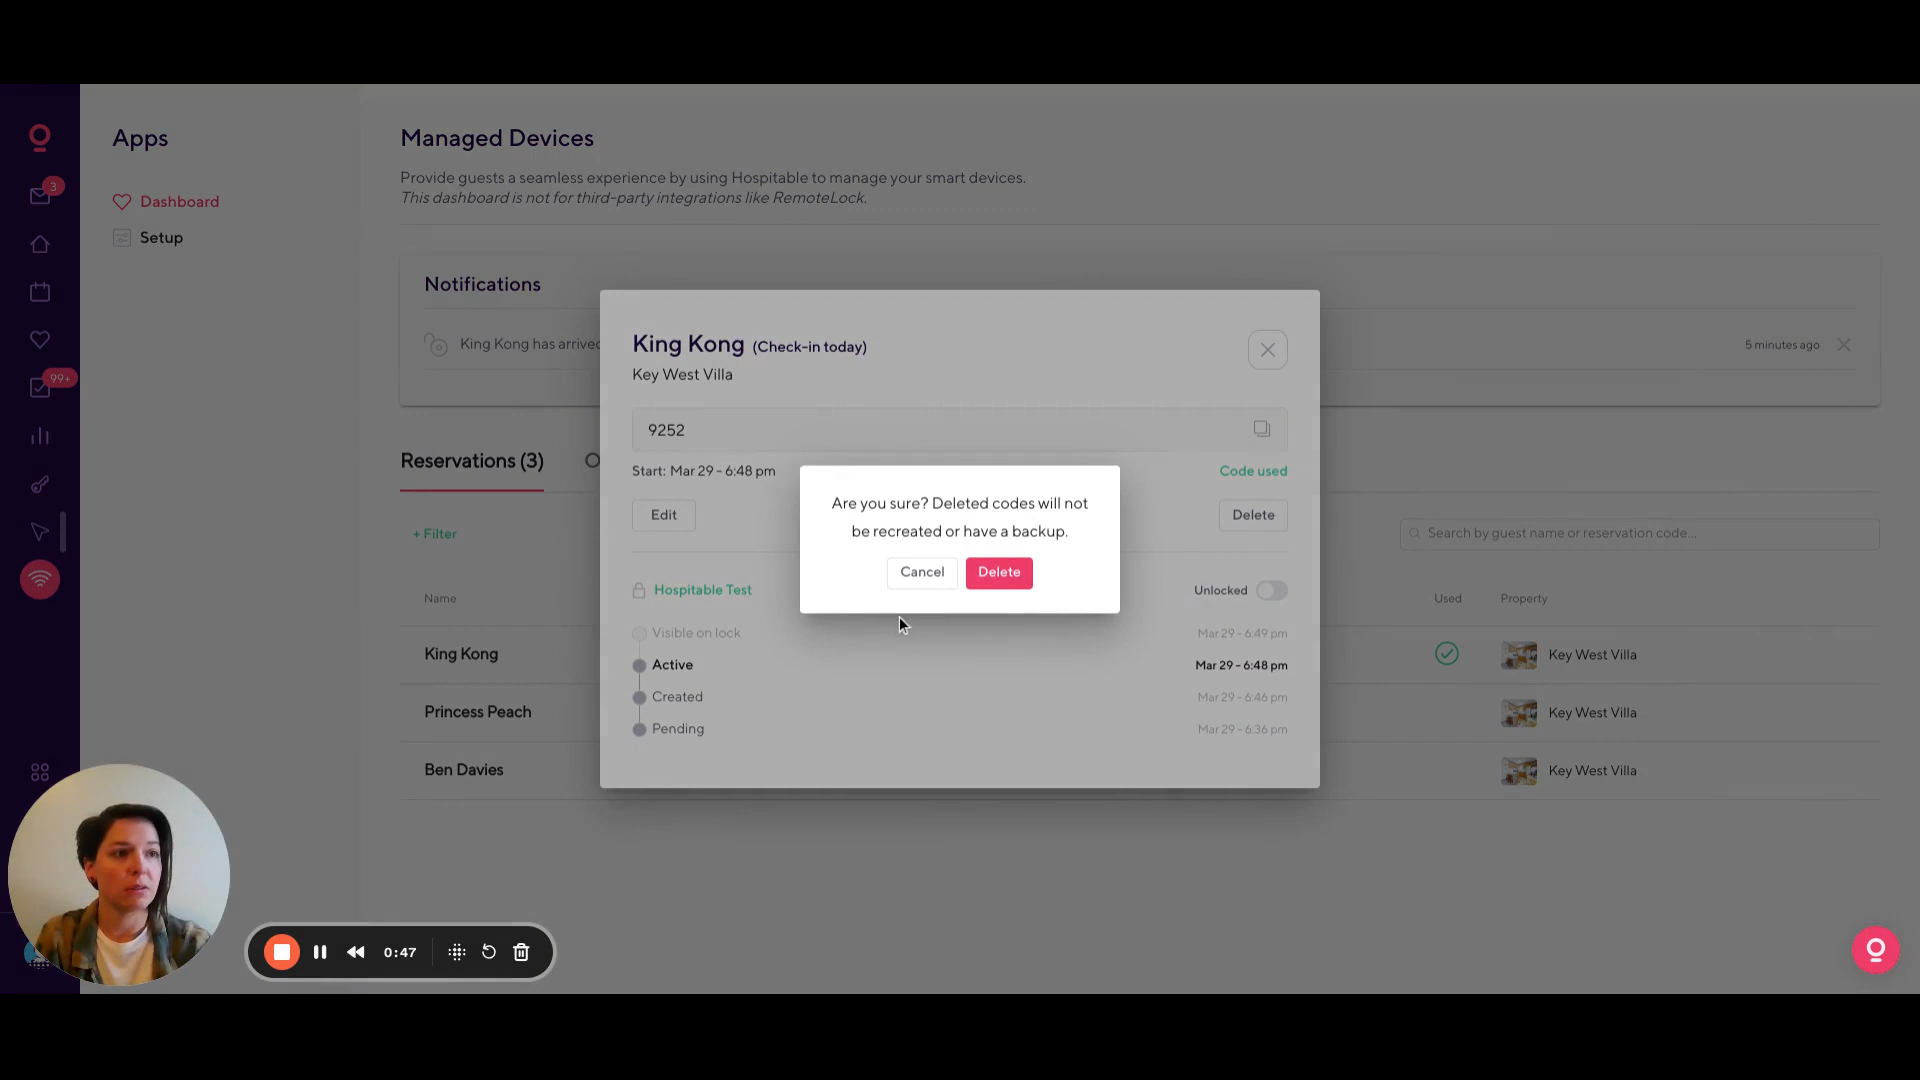 Apps
Dashboard
Setup
3
99+
Managed Devices
Provide guests a seamless experience by using Hospitable to manage your smart devices.
This dashboard is not for third-party integrations like RemoteLock.
Notifications
King Kong has arrived
5 minutes ago
Reservations (3)
O
+ Filter
Search by guest name or reservation code...
Name
Used
Property
King Kong
Key West Villa
Princess Peach
Key West Villa
Ben Davies
Key West Villa
King Kong (Check-in today)
Key West Villa
9252
Start: Mar 29 - 6:48 pm
Code used
Edit
Delete
Hospitable Test
Unlocked
Visible on lock
Mar 29 - 6:49 pm
Active
Mar 29 - 6:48 pm
Created
Mar 29 - 6:46 pm
Pending
Mar 29 - 6:36 pm
Are you sure? Deleted codes will not
be recreated or have a backup.
Cancel
Delete
0:47